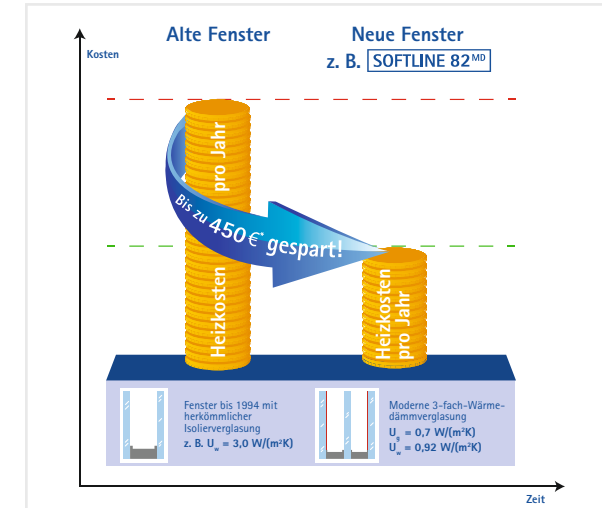 Alte Fenster
Neue Fenster
z. B. SOFTLINE 82 MD
Kosten
Heizkosten pro Jahr
Bis zu 450 €* gespart!
Heizkosten
pro Jahr
Fenster bis 1994 mit
herkömmlicher
Isolierverglasung
z. B. Uw = 3,0 W/(m²K)
Moderne 3-fach-Wärme-
dämmverglasung
Ug = 0,7 W/(m²K)
Uw = 0,92 W/(m²K)
Zeit